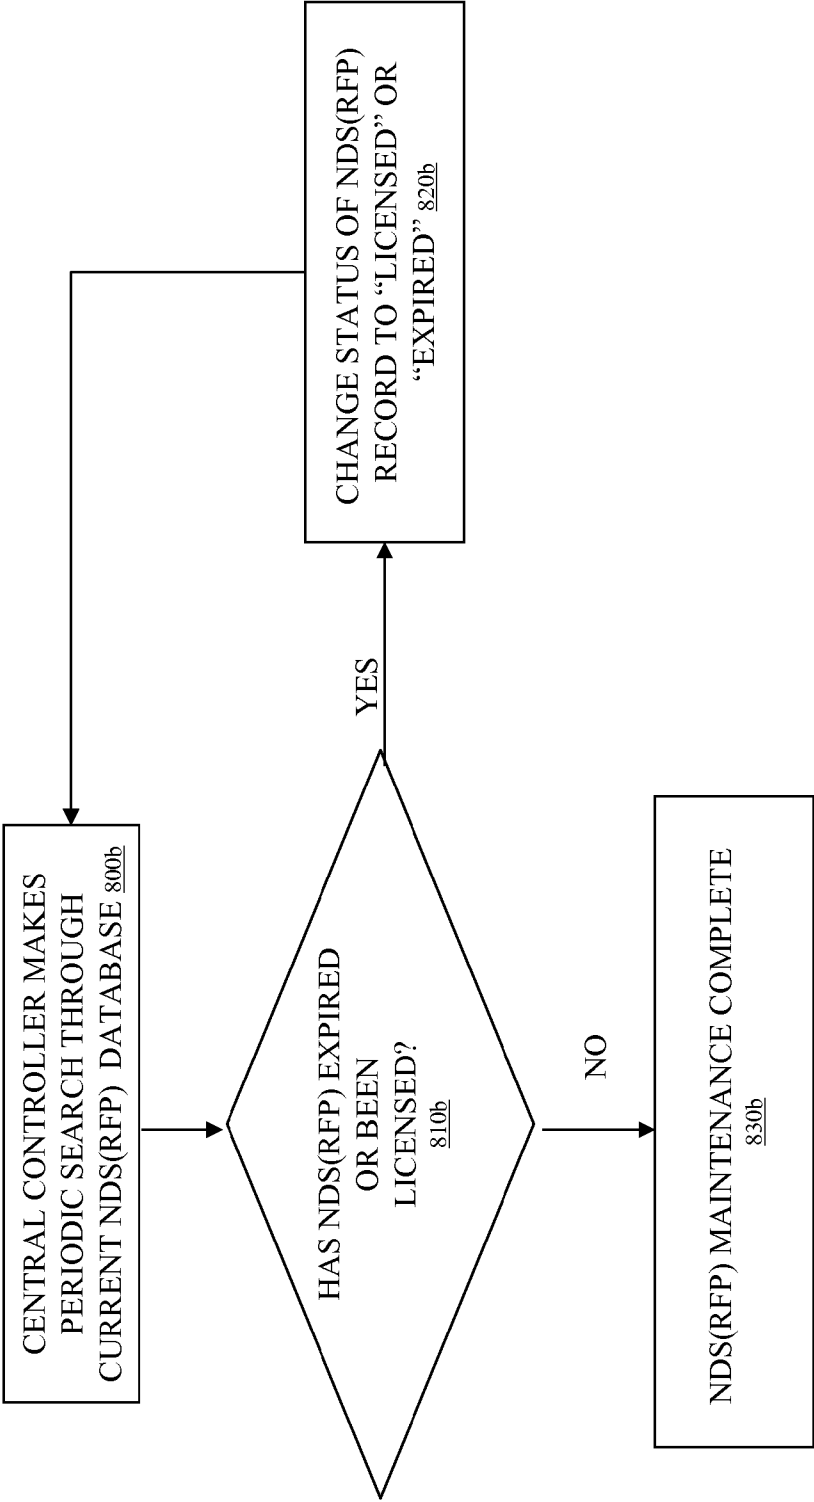 CENTRAL CONTROLLER MAKES
PERIODIC SEARCH THROUGH
CURRENT NDS(RFP) DATABASE 800b
HAS NDS(RFP) EXPIRED
OR BEEN
LICENSED?
810b
YES
CHANGE STATUS OF NDS(RFP)
RECORD TO “LICENSED” OR
“EXPIRED” 820b
NO
NDS(RFP) MAINTENANCE COMPLETE
830b